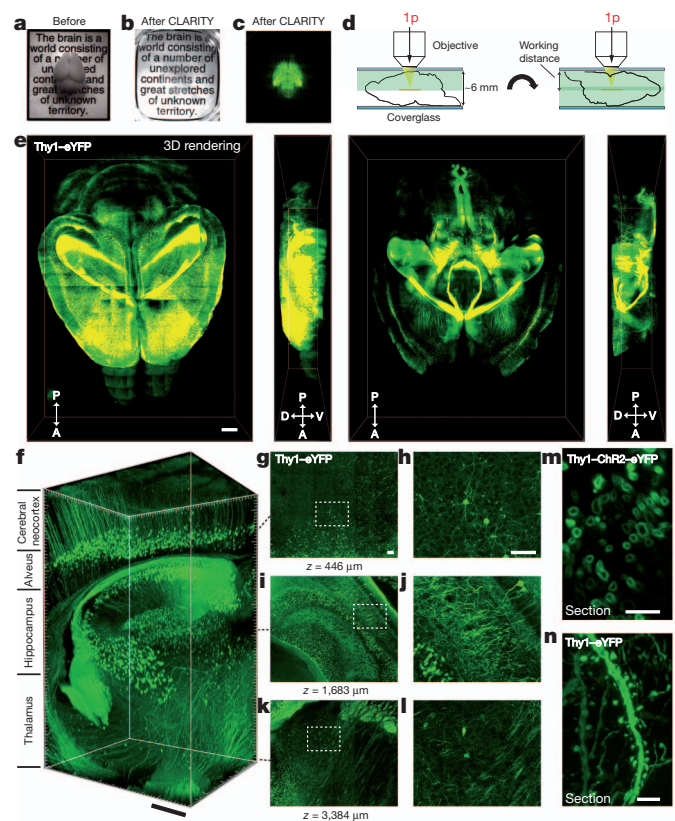 a
Before
The brain is a
world consisting
of a number of
unexplored
continents and
great stretches
of unknown
territory.
b
After CLARITY
The brain is a
world consisting
of a number of
unexplored
continents and
great stretches
of unknown
territory.
c
After CLARITY
d
1p
1p
Objective
Working
distance
~6 mm
Coverglass
e
Thy1–eYFP
3D rendering
P
A
P
D V
A
P
A
P
D V
A
f
Cerebral
neocortex
Alveus
Hippocampus
Thalamus
g
Thy1–eYFP
z = 446 µm
h
i
z = 1,683 µm
j
k
z = 3,384 µm
l
m
Thy1–ChR2–eYFP
Section
n
Thy1–eYFP
Section